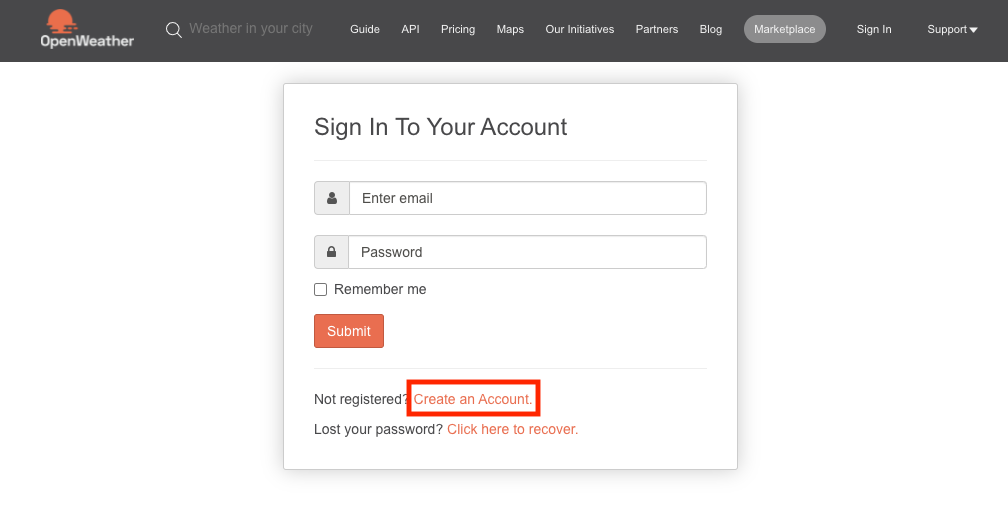 OpenWeather
Weather in your city
Guide
API
Pricing
Maps
Our Initiatives
Partners
Blog
Marketplace
Sign In
Support
Sign In To Your Account
Enter email
Password
Remember me
Submit
Not registered? Create an Account.
Lost your password? Click here to recover.